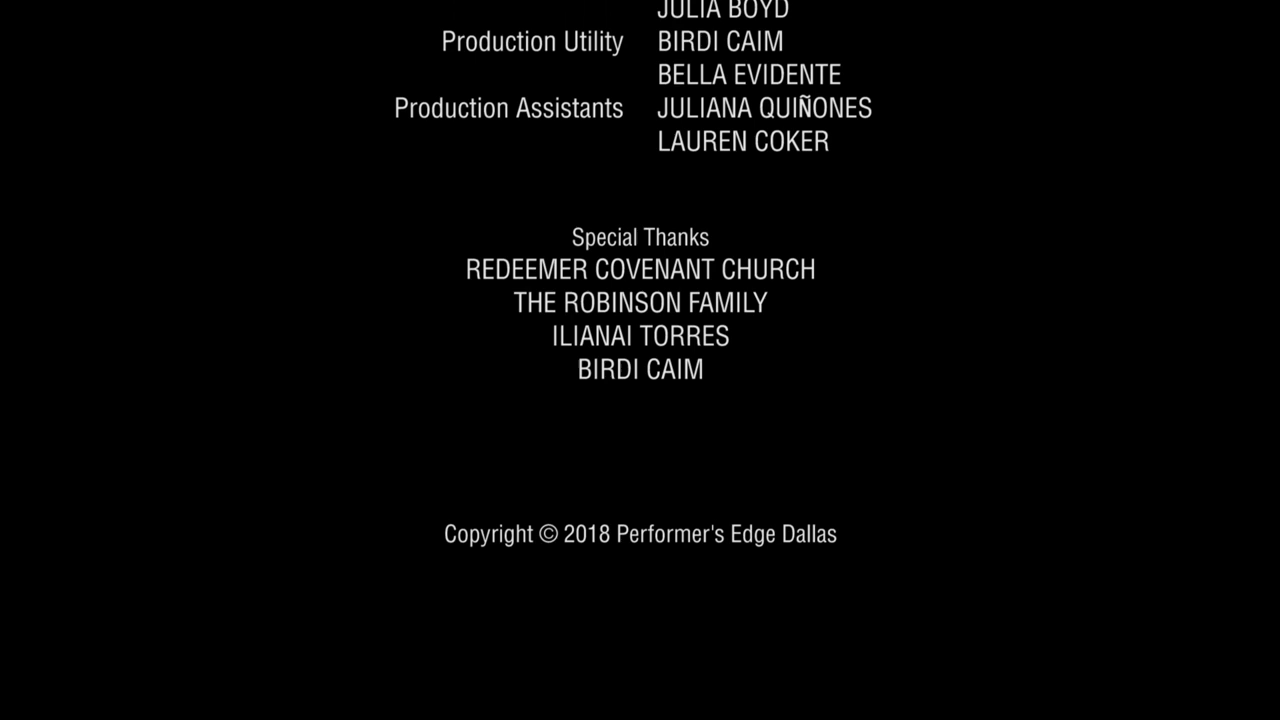 JULIA BOYD
Production Utility BIRDI CAIM
BELLA EVIDENTE
Production Assistants JULIANA QUIÑONES
LAUREN COKER
Special Thanks
REDEEMER COVENANT CHURCH
THE ROBINSON FAMILY
ILIANAI TORRES
BIRDI CAIM
Copyright © 2018 Performer's Edge Dallas